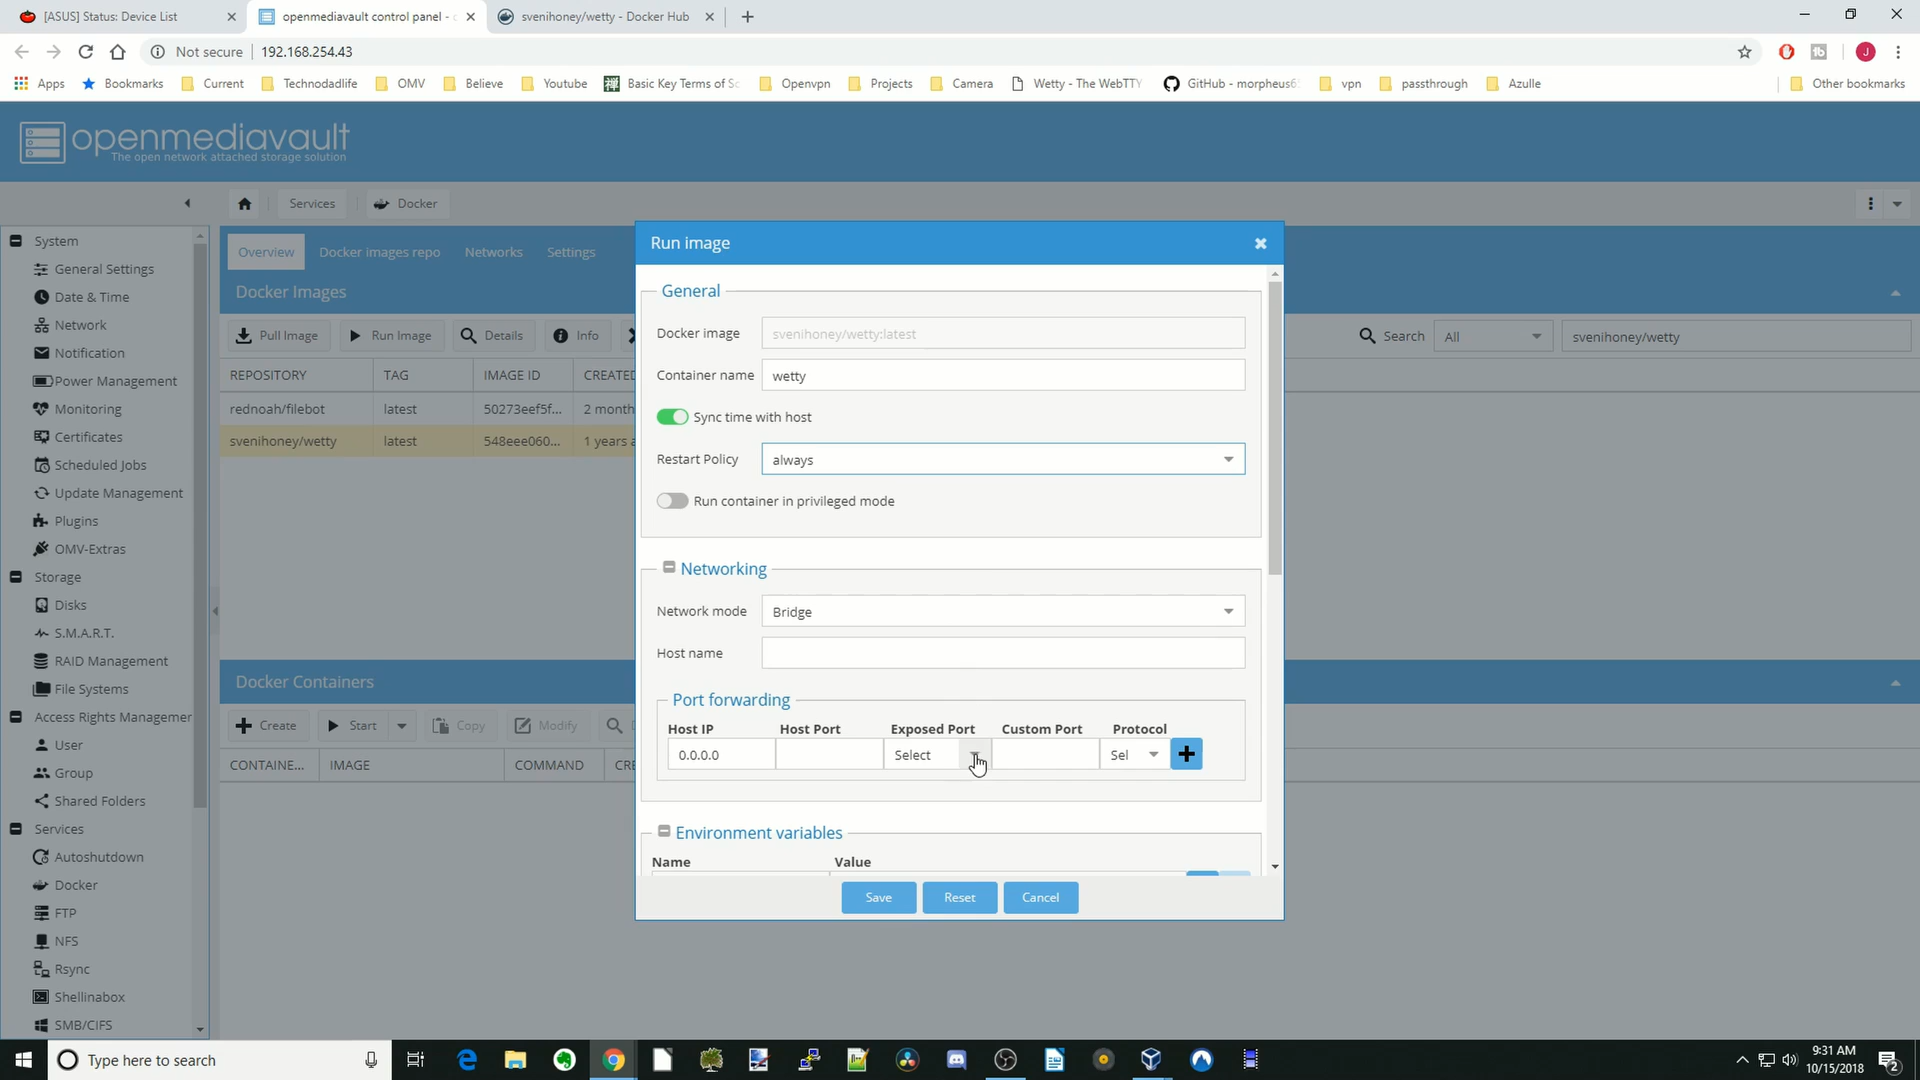 [ASUS] Status: Device List
openmediavault control panel -
svenihoney/wetty - Docker Hub
Not secure
192.168.254.43
J
Apps
Bookmarks
Current
Technodadlife
OMV
Believe
Youtube
Basic Key Terms of Sc
Openvpn
Projects
Camera
Wetty - The WebTTY
GitHub - morpheus65
vpn
passthrough
Azulle
Other bookmarks
openmediavault
The open network attached storage solution
Services
Docker
System
General Settings
Date & Time
Network
Notification
Power Management
Monitoring
Certificates
Scheduled Jobs
Update Management
Plugins
OMV-Extras
Storage
Disks
S.M.A.R.T.
RAID Management
File Systems
Access Rights Managemer
User
Group
Shared Folders
Services
Autoshutdown
Docker
FTP
NFS
Rsync
Shellinabox
SMB/CIFS
Overview
Docker images repo
Networks
Settings
Docker Images
Pull Image
Run Image
Details
Info
Search
All
svenihoney/wetty
REPOSITORY
TAG
IMAGE ID
CREATED
rednoah/filebot
latest
50273eef5f...
2 month
svenihoney/wetty
latest
548eee060...
1 years a
Docker Containers
Create
Start
Copy
Modify
CONTAINE...
IMAGE
COMMAND
CRE
Run image
General
Docker image
svenihoney/wetty:latest
Container name
wetty
Sync time with host
Restart Policy
always
Run container in privileged mode
Networking
Network mode
Bridge
Host name
Port forwarding
Host IP
Host Port
Exposed Port
Custom Port
Protocol
0.0.0.0
Select
Sel
Environment variables
Name
Value
Save
Reset
Cancel
Type here to search
9:31 AM
10/15/2018
2